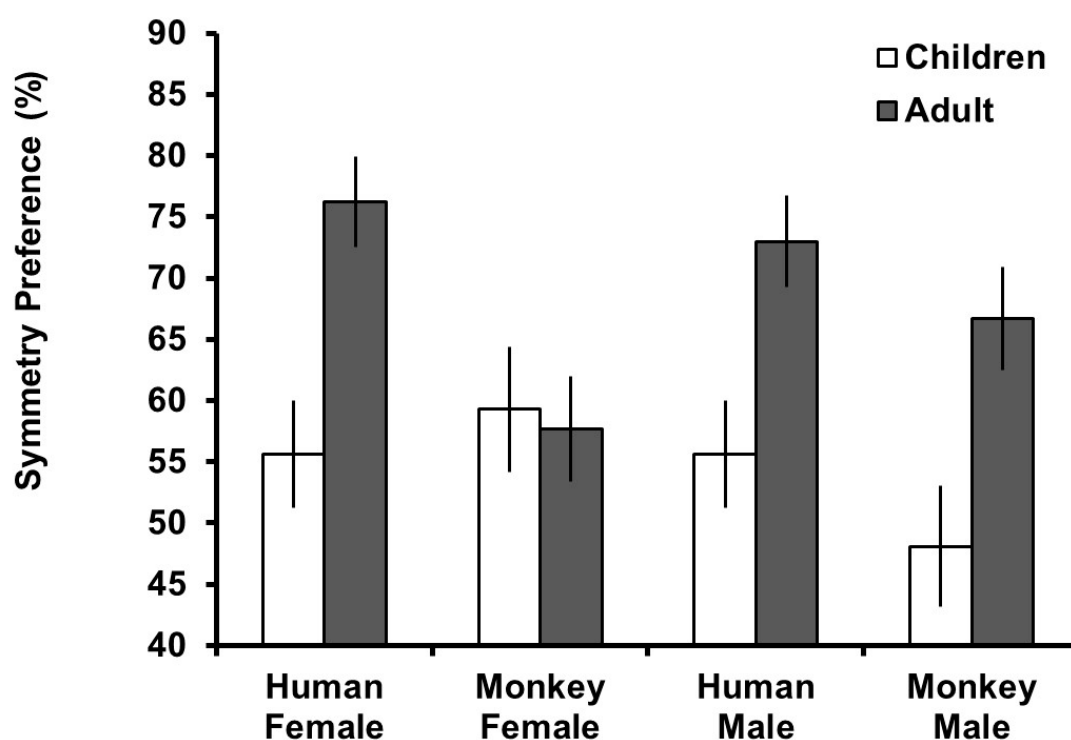 Symmetry Preference (%)
90
85
80
75
70
65
60
55
50
45
40
Children
Adult
Human
Female
Monkey
Female
Human
Male
Monkey
Male